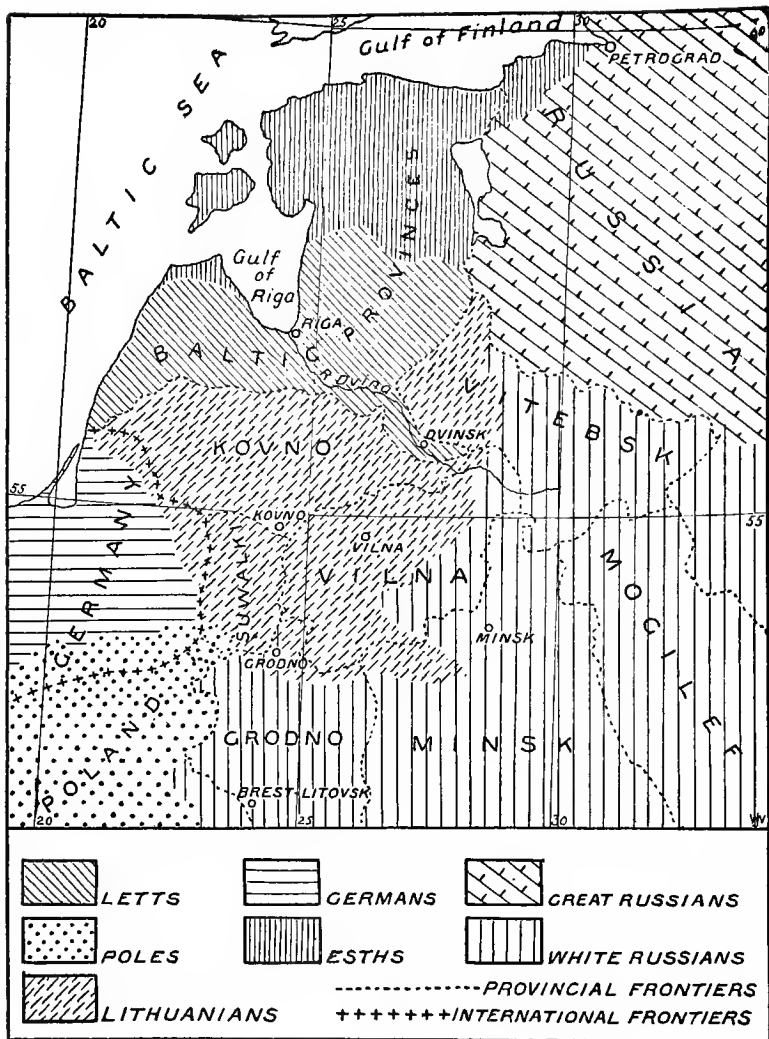 20
25
30
60
Gulf of Finland
PETROGRAD
BALTIC SEA
RUSSIA
Gulf
of
Riga
RIGA
BALTIC PROVINCES
R. DVINO
VITEBSK
DVINSK
KOVNO
55
KOVNO
55
GERMANY
VILNA
SUWALKI
VILNA
MOGILEF
MINSK
GRODNO
POLAND
GRODNO
MINSK
BREST-LITOVSK
20
25
30
LETTS
GERMANS
GREAT RUSSIANS
POLES
ESTHS
WHITE RUSSIANS
LITHUANIANS
PROVINCIAL FRONTIERS
INTERNATIONAL FRONTIERS